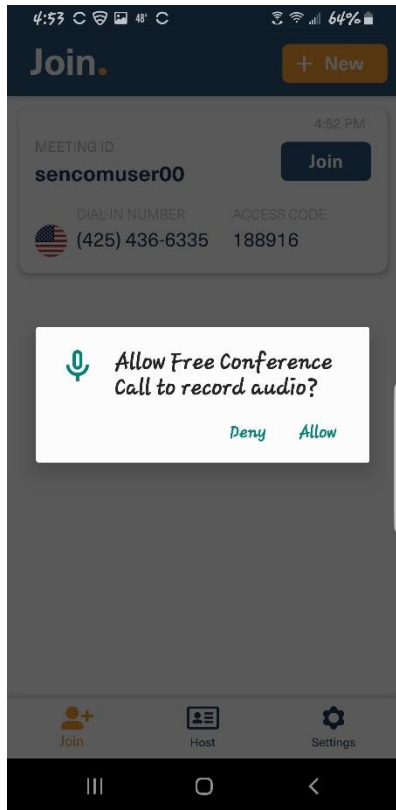 4:53 48° 64%
Join.
+ New
4:52 PM
MEETING ID
sencomuser00
Join
DIAL-IN NUMBER ACCESS CODE
(425) 436-6335 188916
Allow Free Conference
Call to record audio?
Deny Allow
Join Host Settings